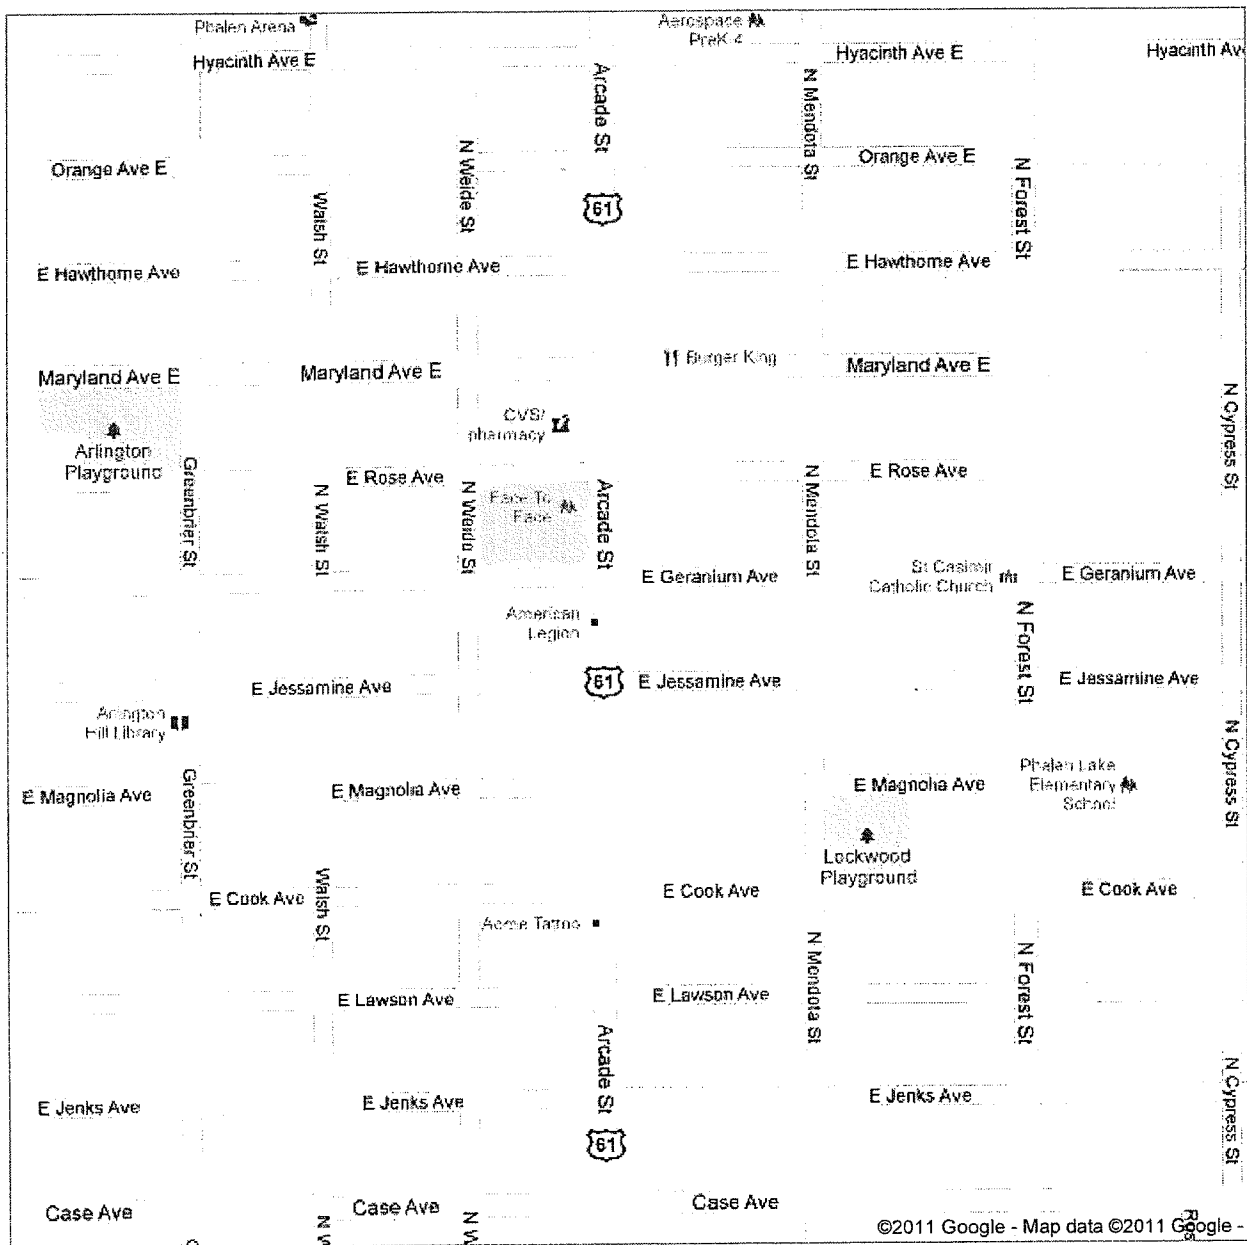 Phalen Arena
Aerospace
PreK-4
Hyacinth Ave E
Hyacinth Ave E
Hyacinth Av
Arcade St
N Mendota St
N Weide St
Orange Ave E
Orange Ave E
N Forest St
Walsh St
61
E Hawthorne Ave
E Hawthorne Ave
E Hawthorne Ave
Maryland Ave E
Maryland Ave E
Burger King
Maryland Ave E
N Cypress St
CVS/
pharmacy
Arlington
Playground
Greenbrier St
E Rose Ave
N Walsh St
N Weide St
Face To
Face
Arcade St
N Mendota St
E Rose Ave
E Geranium Ave
St Casimir
Catholic Church
E Geranium Ave
American
Legion
N Forest St
E Jessamine Ave
61
E Jessamine Ave
E Jessamine Ave
Arlington
Hill Library
N Cypress St
E Magnolia Ave
Greenbrier St
E Magnolia Ave
E Magnolia Ave
Phalen Lake
Elementary
School
Lockwood
Playground
E Cook Ave
Walsh St
E Cook Ave
E Cook Ave
Acme Tattoo
N Mendota St
N Forest St
E Lawson Ave
E Lawson Ave
Arcade St
E Jenks Ave
E Jenks Ave
E Jenks Ave
N Cypress St
61
Case Ave
Case Ave
Case Ave
N W
N W
©2011 Google - Map data ©2011 Google -